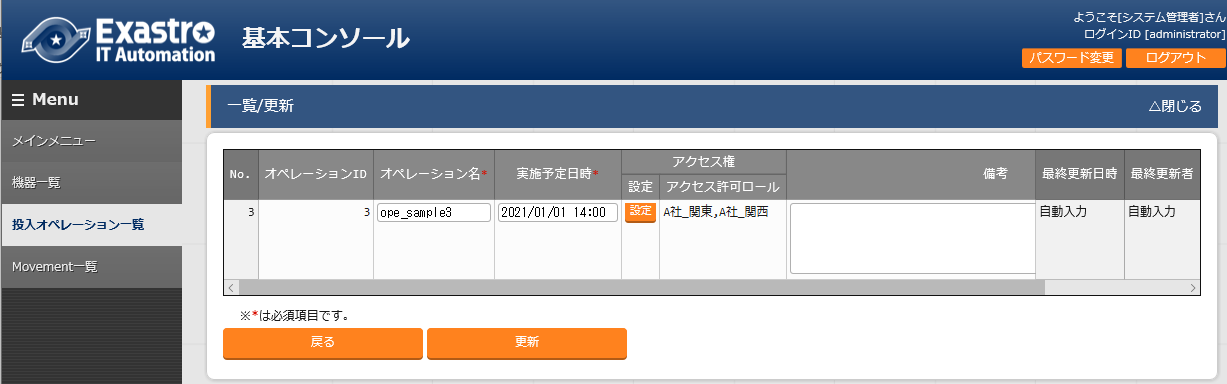 Exastro
IT Automation
基本コンソール
ようこそ[システム管理者]さん
ログインID [administrator]
パスワード変更 ログアウト
Menu
メインメニュー
機器一覧
投入オペレーション一覧
Movement一覧
一覧/更新 △閉じる
No. オペレーションID オペレーション名* 実施予定日時* アクセス権 備考 最終更新日時 最終更新者
設定 アクセス許可ロール
3 3 ope_sample3 2021/01/01 14:00 設定 A社_関東,A社_関西 自動入力 自動入力
※*は必須項目です。
戻る 更新